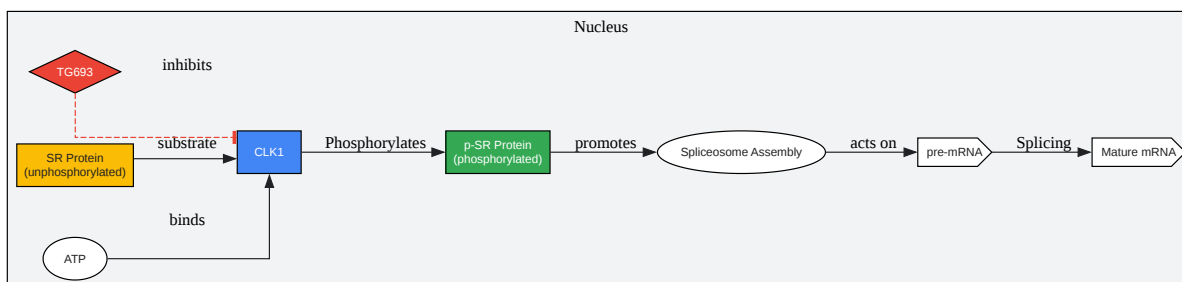 Nucleus
TG693
inhibits
substrate
CLK1
Phosphorylates
p-SR Protein
(phosphorylated)
promotes
Spliceosome Assembly
acts on
pre-mRNA
Splicing
Mature mRNA
SR Protein
(unphosphorylated)
binds
ATP